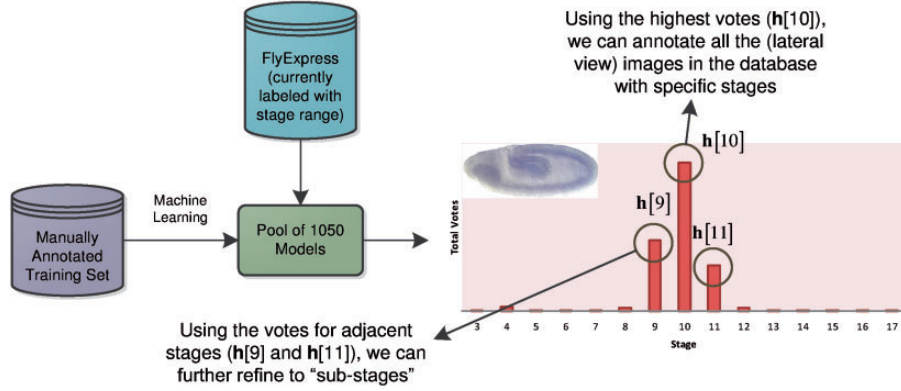 FlyExpress
(currently
labeled with
stage range)
Manually
Annotated
Training Set
Machine
Learning
Pool of 1050
Models
Using the highest votes (h[10]),
we can annotate all the (lateral
view) images in the database
with specific stages
h[10]
h[9]
h[11]
Total Votes
3 4 5 6 7 8 9 10 11 12 13 14 15 16 17
Stage
Using the votes for adjacent
stages (h[9] and h[11]), we can
further refine to “sub-stages”